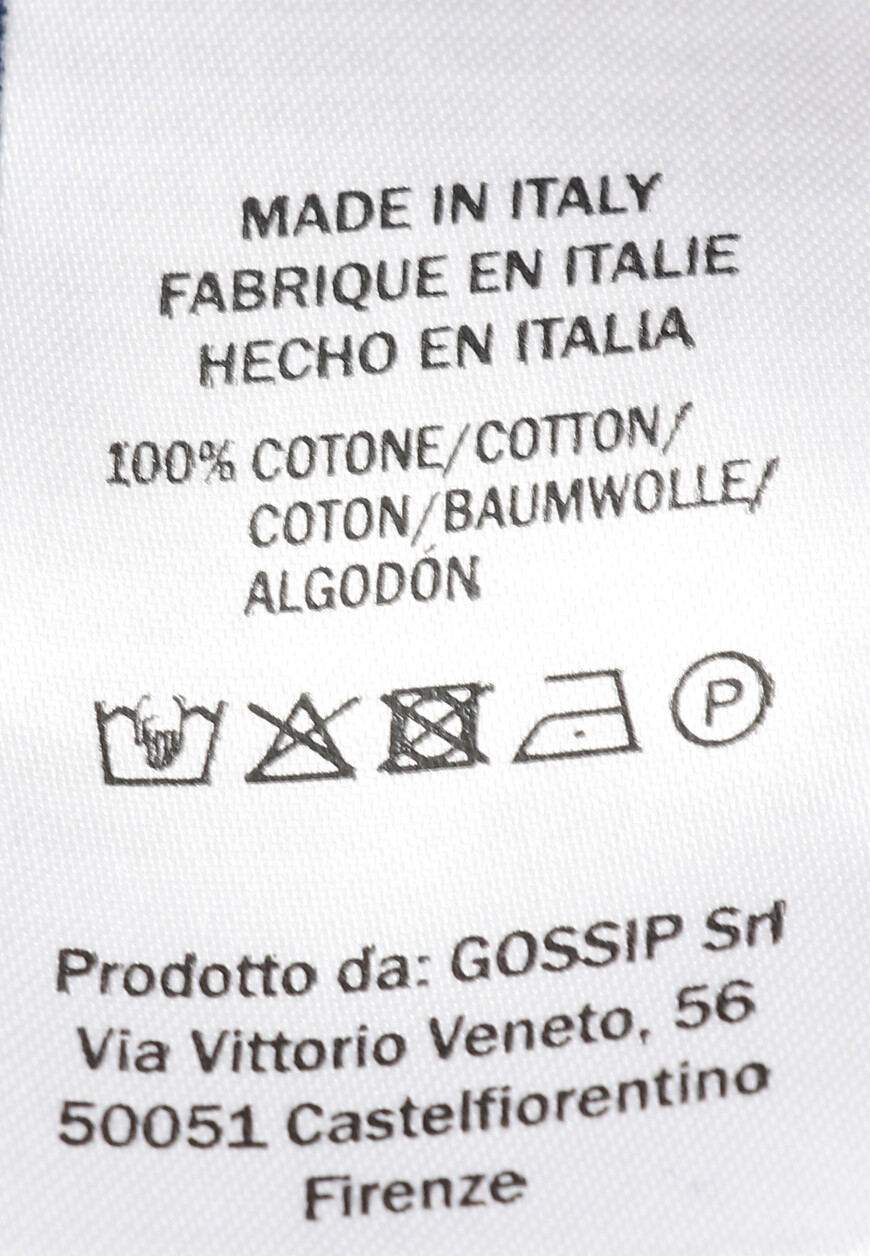 MADE IN ITALY
FABRIQUE EN ITALIE
HECHO EN ITALIA
100% COTONE/COTTON/
COTON/BAUMWOLLE/
ALGODÓN
P
Prodotto da: GOSSIP Srl
Via Vittorio Veneto, 56
50051 Castelfiorentino
Firenze